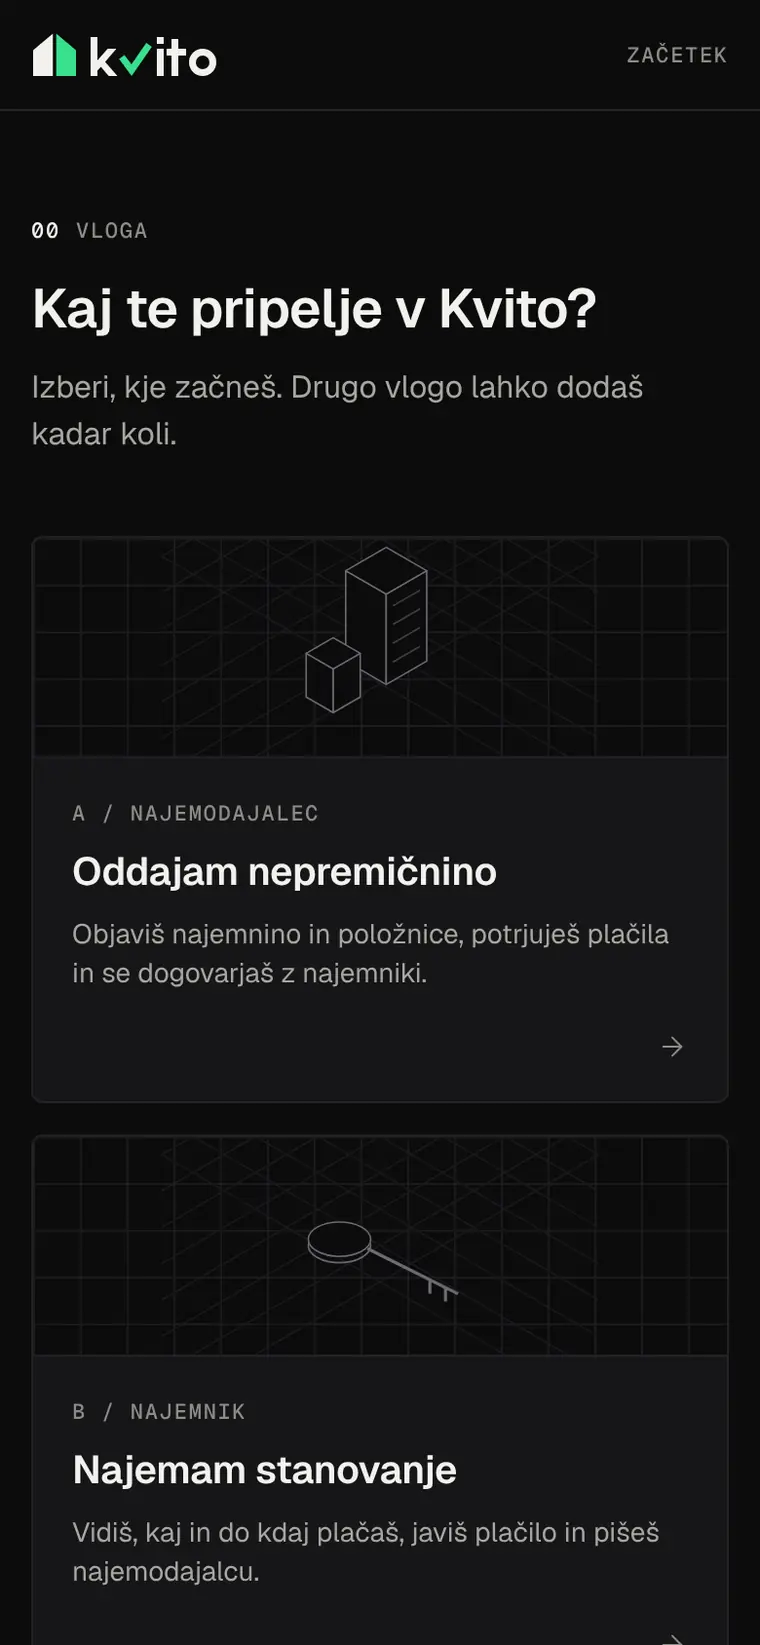 kvito
ZAČETEK
00 VLOGA
Kaj te pripelje v Kvito?
Izberi, kje začneš. Drugo vlogo lahko dodaš
kadar koli.
A / NAJEMODAJALEC
Oddajam nepremičnino
Objaviš najemnino in položnice, potrjuješ plačila
in se dogovarjaš z najemniki.
B / NAJEMNIK
Najemam stanovanje
Vidiš, kaj in do kdaj plačaš, javiš plačilo in pišeš
najemodajalcu.